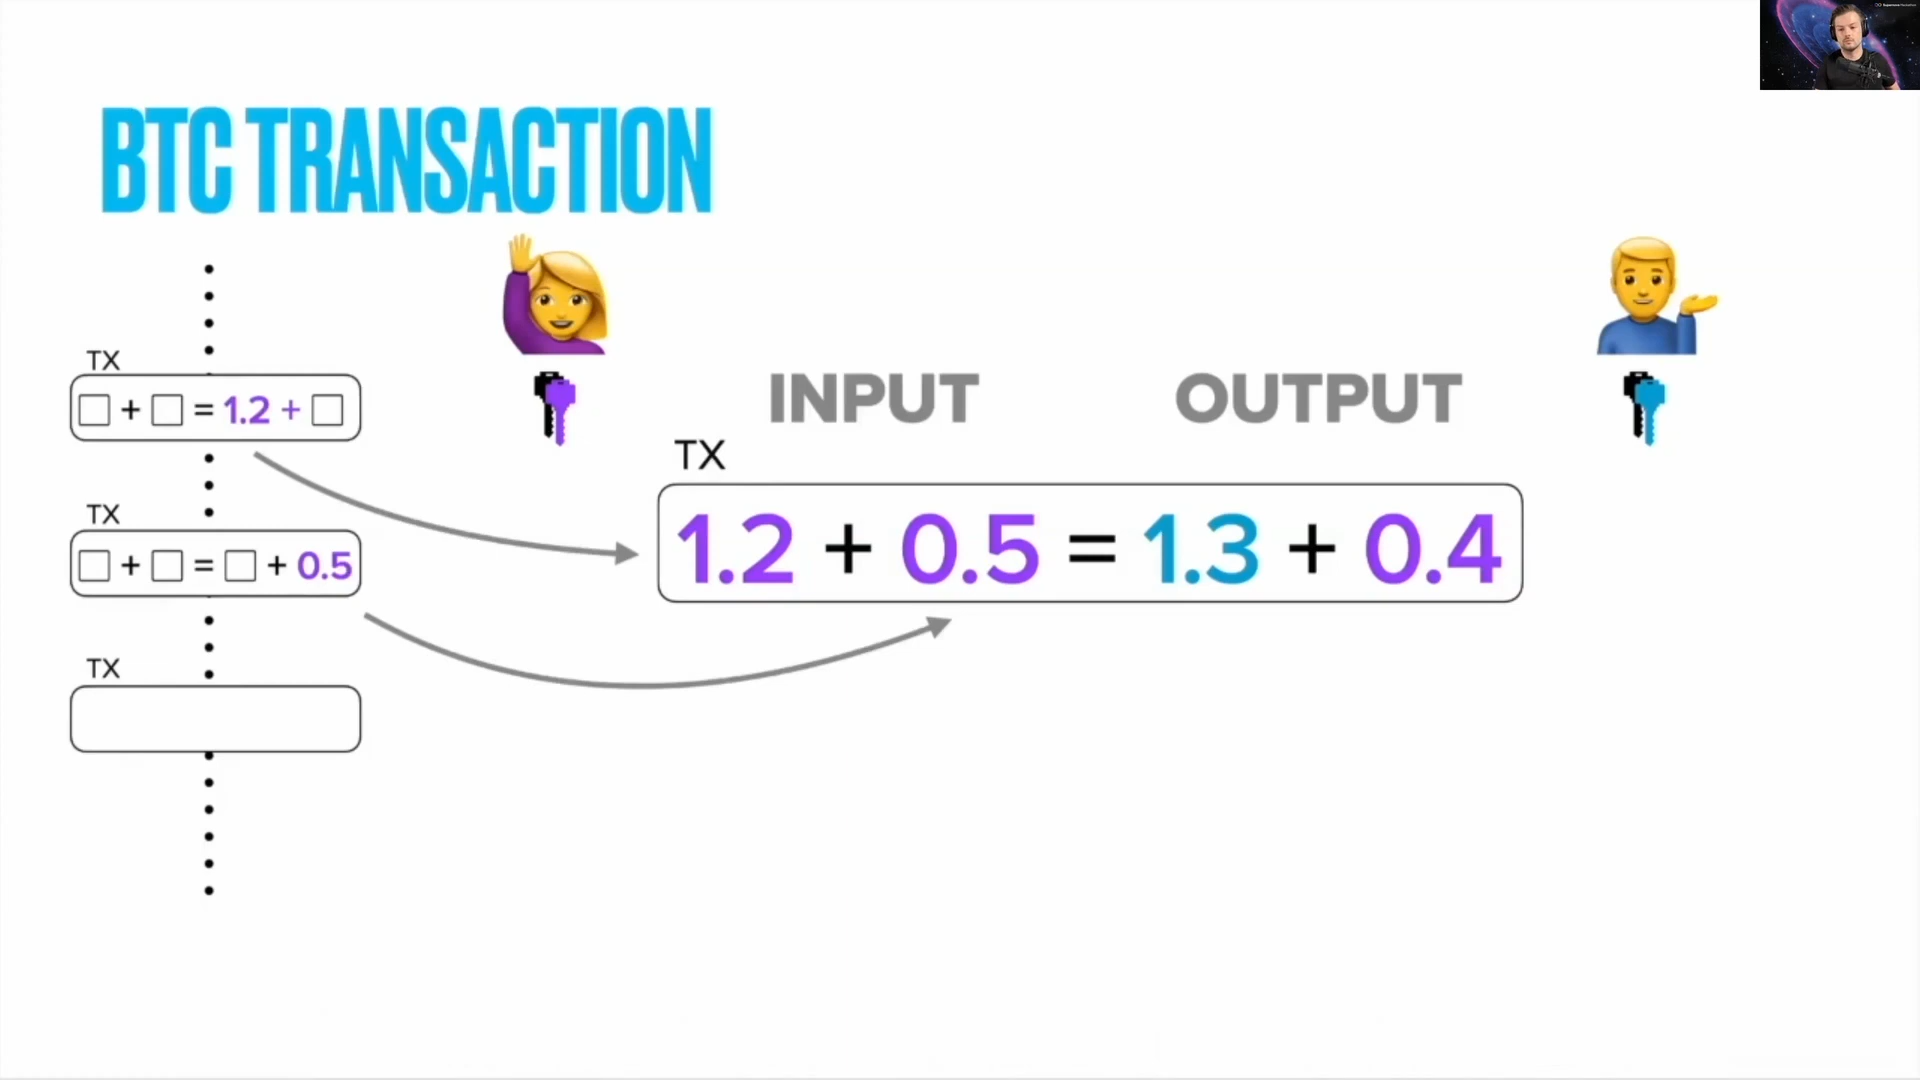 BTC TRANSACTION
TX
□ + □ = 1.2 + □
TX
□ + □ = □ + 0.5
TX
INPUT
OUTPUT
TX
1.2 + 0.5 = 1.3 + 0.4